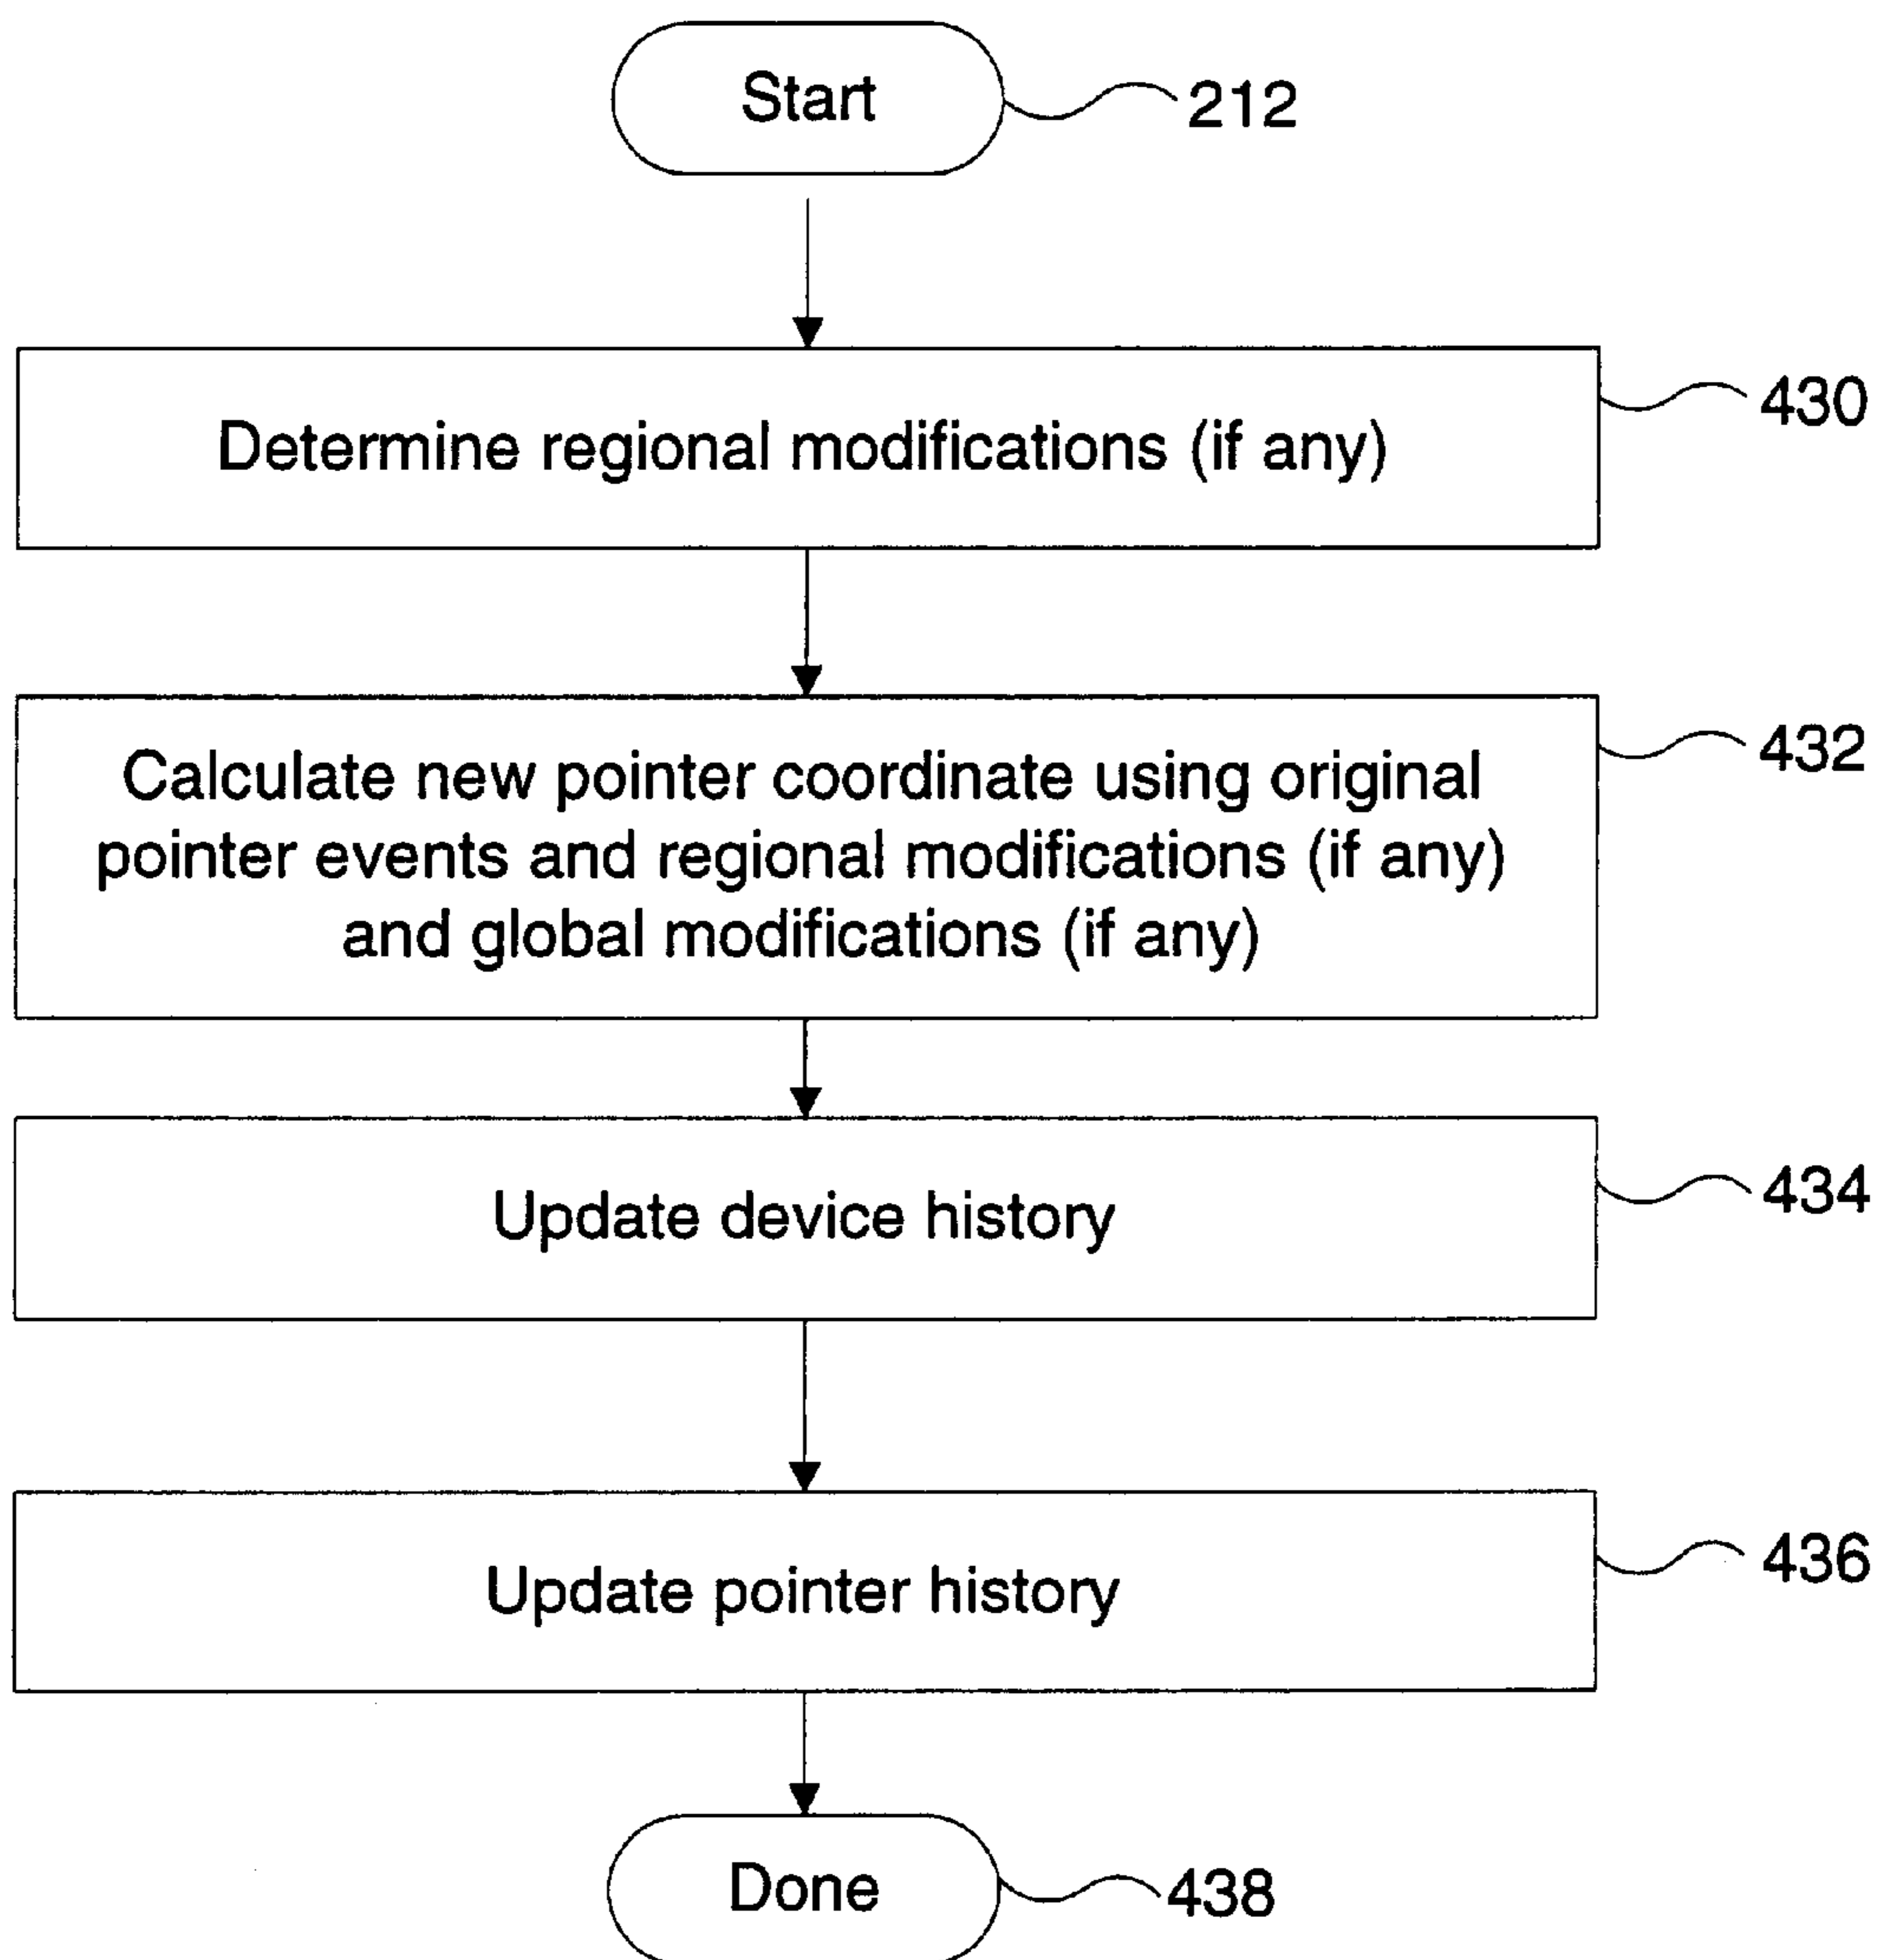 Start
212
Determine regional modifications (if any)
430
Calculate new pointer coordinate using original
pointer events and regional modifications (if any)
and global modifications (if any)
432
Update device history
434
Update pointer history
436
Done
438